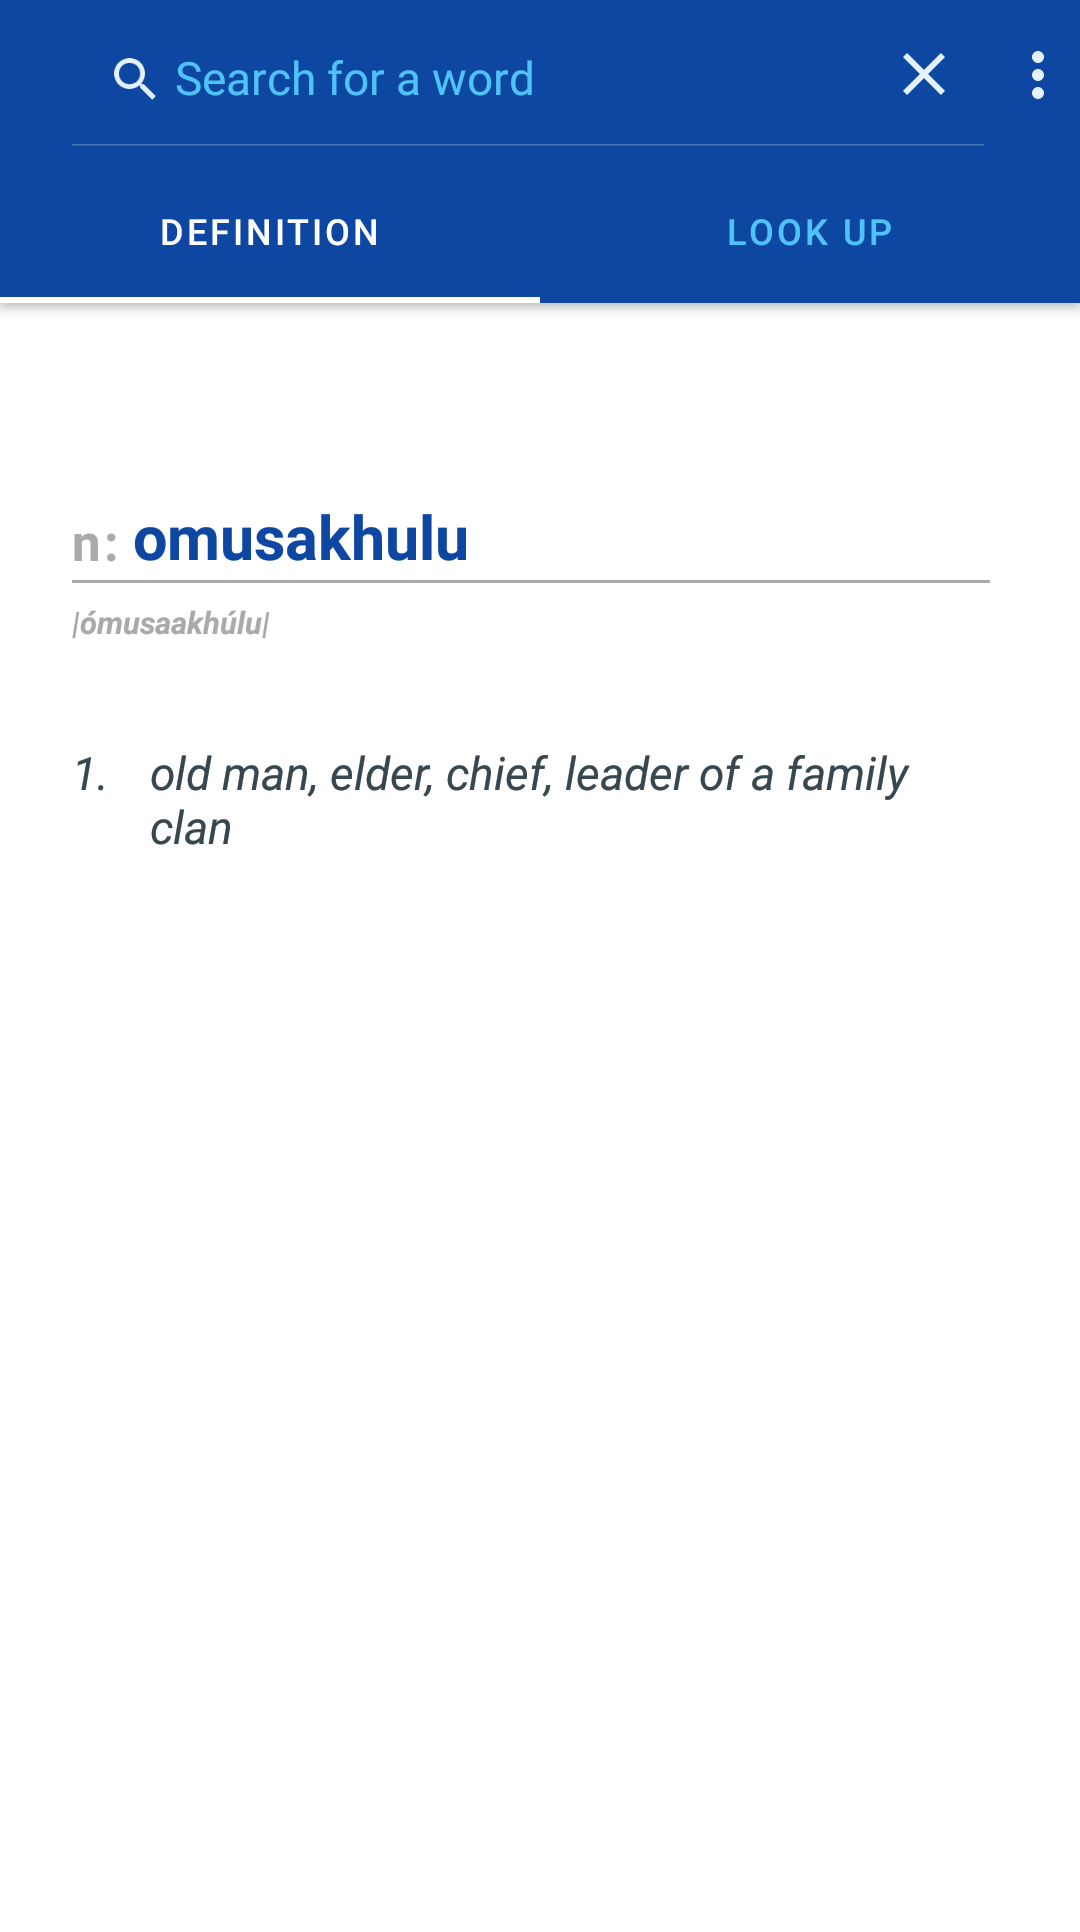 Search for a word
DEFINITION
LOOK UP
n: omusakhulu
|ómusaakhúlu|
1. old man, elder, chief, leader of a family
clan